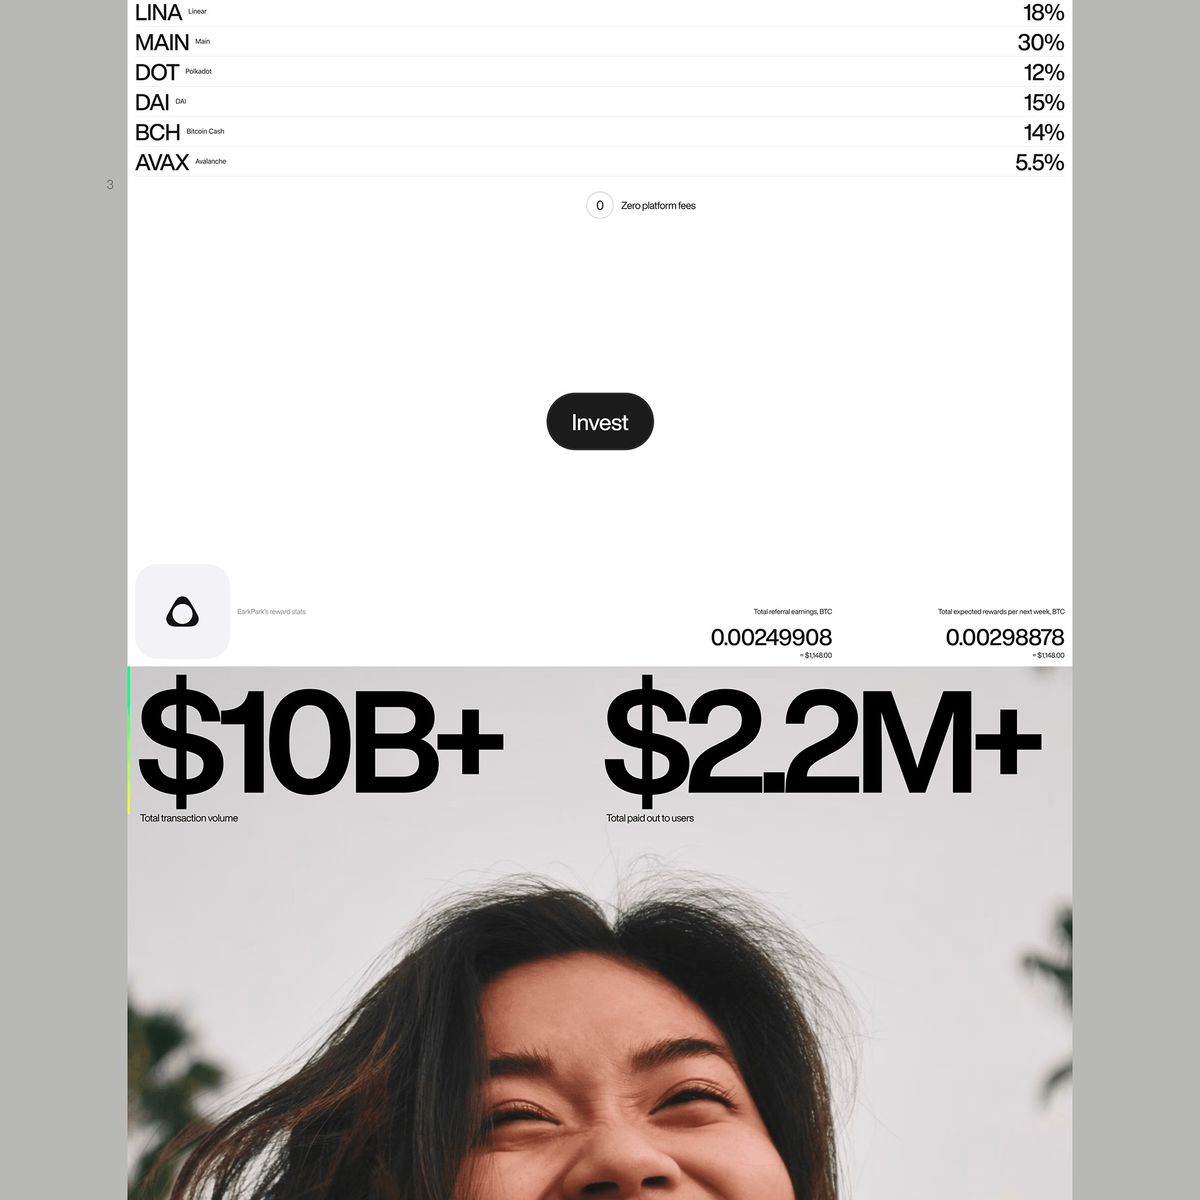 LINA Linear 18%
MAIN Main 30%
DOT Polkadot 12%
DAI DAI 15%
BCH Bitcoin Cash 14%
AVAX Avalanche 5.5%
3
0 Zero platform fees
Invest
EarkPark's reward stats
Total referral earnings, BTC
0.00249908
≈ $1,148.00
Total expected rewards per next week, BTC
0.00298878
≈ $1,148.00
$10B+
Total transaction volume
$2.2M+
Total paid out to users